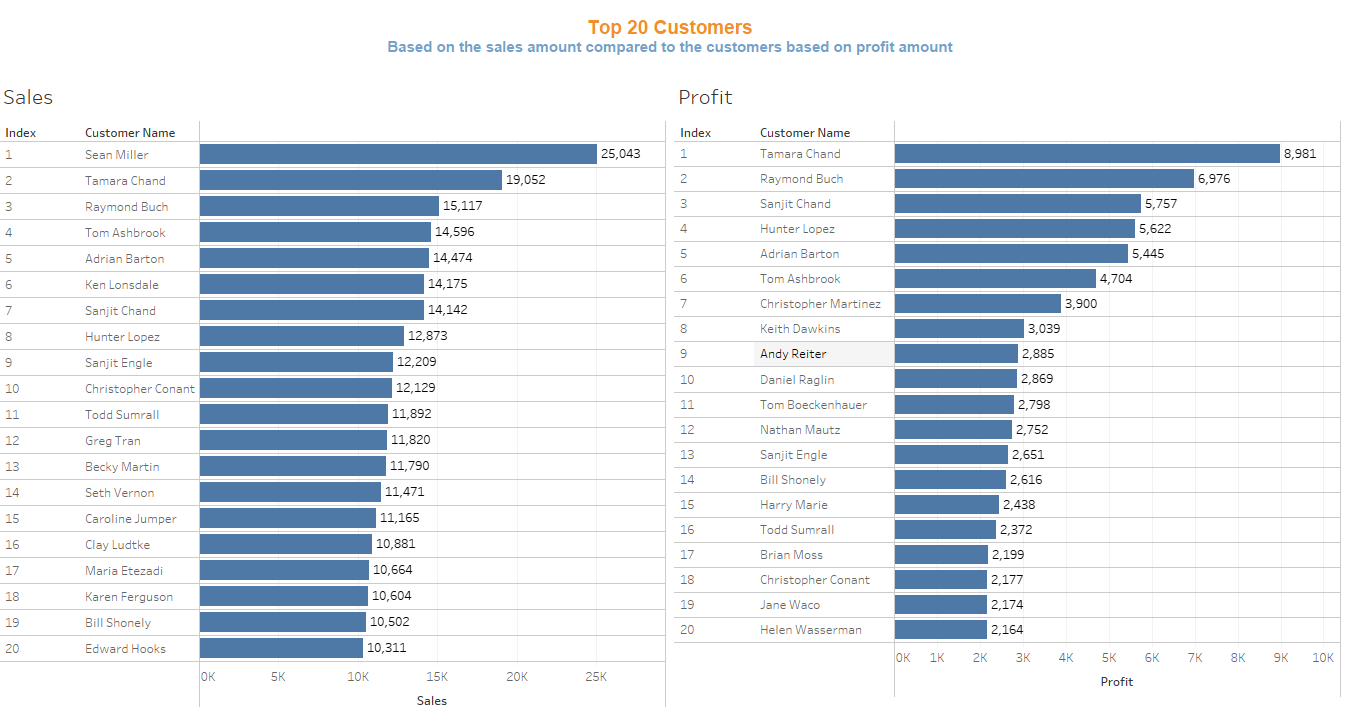 Top 20 Customers
Based on the sales amount compared to the customers based on profit amount
Sales
Index Customer Name
1 Sean Miller 25,043
2 Tamara Chand 19,052
3 Raymond Buch 15,117
4 Tom Ashbrook 14,596
5 Adrian Barton 14,474
6 Ken Lonsdale 14,175
7 Sanjit Chand 14,142
8 Hunter Lopez 12,873
9 Sanjit Engle 12,209
10 Christopher Conant 12,129
11 Todd Sumrall 11,892
12 Greg Tran 11,820
13 Becky Martin 11,790
14 Seth Vernon 11,471
15 Caroline Jumper 11,165
16 Clay Ludtke 10,881
17 Maria Etezadi 10,664
18 Karen Ferguson 10,604
19 Bill Shonely 10,502
20 Edward Hooks 10,311
0K 5K 10K 15K 20K 25K
Sales
Profit
Index Customer Name
1 Tamara Chand 8,981
2 Raymond Buch 6,976
3 Sanjit Chand 5,757
4 Hunter Lopez 5,622
5 Adrian Barton 5,445
6 Tom Ashbrook 4,704
7 Christopher Martinez 3,900
8 Keith Dawkins 3,039
9 Andy Reiter 2,885
10 Daniel Raglin 2,869
11 Tom Boeckenhauer 2,798
12 Nathan Mautz 2,752
13 Sanjit Engle 2,651
14 Bill Shonely 2,616
15 Harry Marie 2,438
16 Todd Sumrall 2,372
17 Brian Moss 2,199
18 Christopher Conant 2,177
19 Jane Waco 2,174
20 Helen Wasserman 2,164
0K 1K 2K 3K 4K 5K 6K 7K 8K 9K 10K
Profit